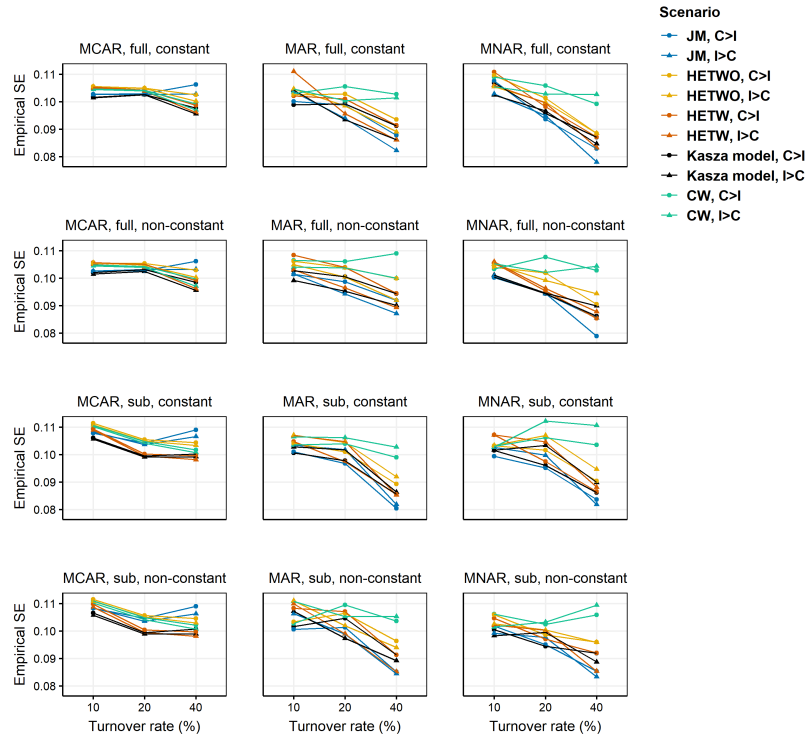 Scenario
JM, C>I
JM, I>C
HETWO, C>I
HETWO, I>C
HETW, C>I
HETW, I>C
Kasza model, C>I
Kasza model, I>C
CW, C>I
CW, I>C
MCAR, full, constant
MAR, full, constant
MNAR, full, constant
Empirical SE
0.11
0.10
0.09
0.08
MCAR, full, non-constant
MAR, full, non-constant
MNAR, full, non-constant
Empirical SE
0.11
0.10
0.09
0.08
MCAR, sub, constant
MAR, sub, constant
MNAR, sub, constant
Empirical SE
0.11
0.10
0.09
0.08
MCAR, sub, non-constant
MAR, sub, non-constant
MNAR, sub, non-constant
Empirical SE
0.11
0.10
0.09
0.08
10 20 40
10 20 40
10 20 40
Turnover rate (%)
Turnover rate (%)
Turnover rate (%)